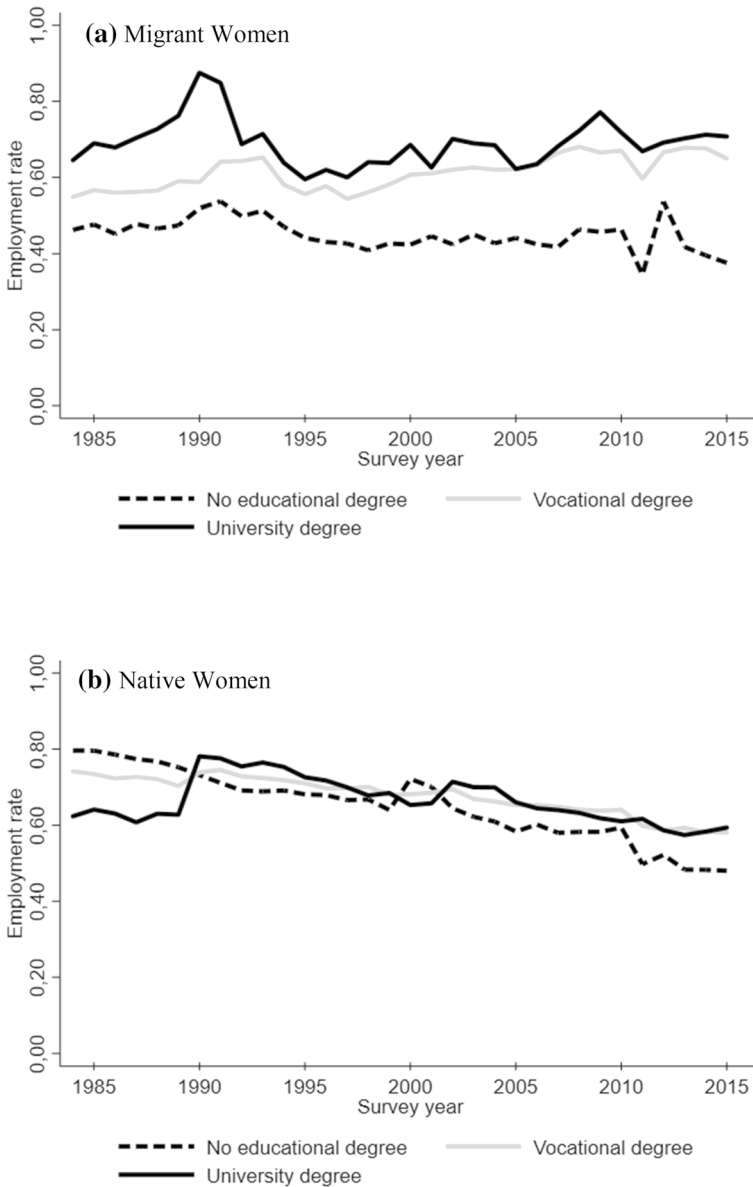 (a) Migrant Women
1,00
0,80
0,60
0,40
0,20
0,00
Employment rate
1985 1990 1995 2000 2005 2010 2015
Survey year
No educational degree Vocational degree
University degree
(b) Native Women
1,00
0,80
0,60
0,40
0,20
0,00
Employment rate
1985 1990 1995 2000 2005 2010 2015
Survey year
No educational degree Vocational degree
University degree